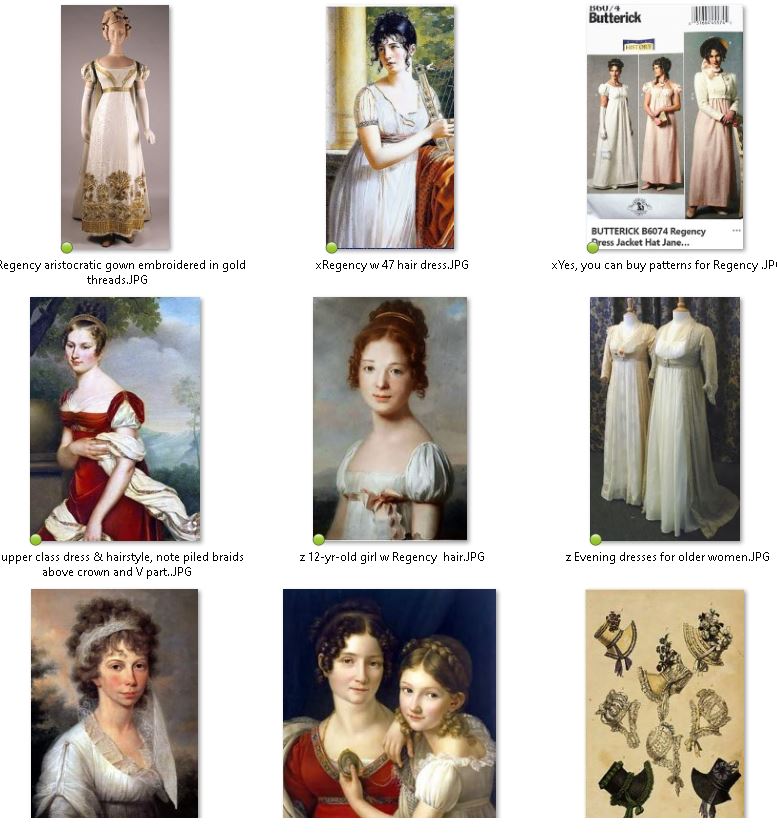 B6074
Butterick
BUTTERICK B6074 Regency
Dress Jacket Hat Jane...
Regency aristocratic gown embroidered in gold
threads.JPG
xRegency w 47 hair dress.JPG
xYes, you can buy patterns for Regency .JP
upper class dress & hairstyle, note piled braids
above crown and V part..JPG
z 12-yr-old girl w Regency  hair.JPG
z Evening dresses for older women.JPG